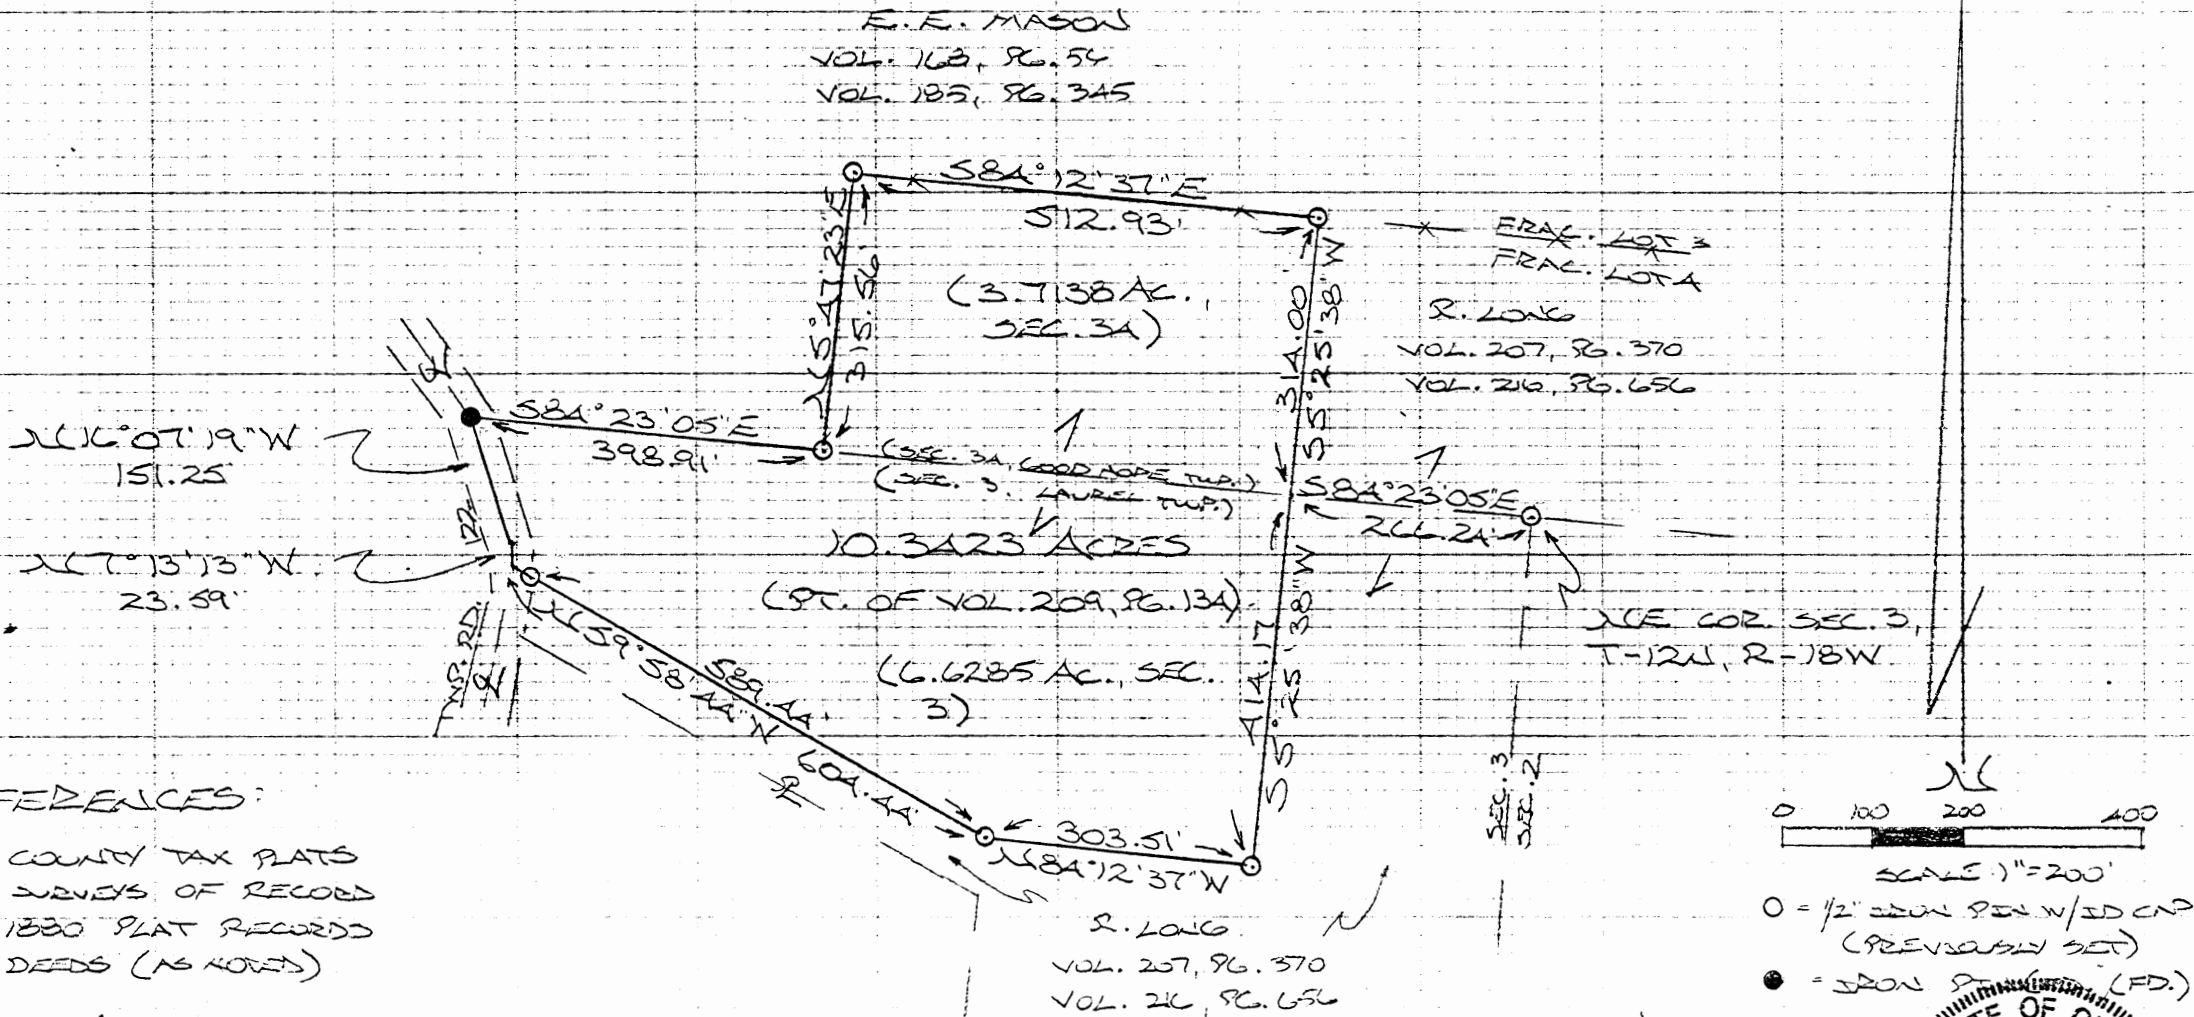 E. E. MASON
VOL. 163, PG. 54
VOL. 185, PG. 345
S84°12'37"E
512.93'
N5°47'23"E
315.56'
(3.7138 AC.,
SEC. 34)
314.00'
S5°25'38"W
FRAC. LOT 3
FRAC. LOT 4
R. LONG
VOL. 207, PG. 370
VOL. 216, PG. 656
N16°07'19"W
151.25'
S84°23'05"E
398.91'
(SEC. 34, GOOD HOPE TWP.)
(SEC. 3, LAUREL TWP.)
S84°23'05"E
266.24'
10.3423 ACRES
(PT. OF VOL. 209, PG. 134)
N7°13'13"W
23.59'
TWP. RD.
122
N59°58'44"W
589.44'
604.44'
(6.6285 AC., SEC.
3)
414.17'
S5°25'38"W
NE COR. SEC. 3,
T-12N, R-18W
SEC. 3
SEC. 2
303.51'
N84°12'37"W
R. LONG
VOL. 207, PG. 370
VOL. 216, PG. 656
FERENCES:
COUNTY TAX PLATS
SURVEYS OF RECORD
1880 PLAT RECORDS
DEEDS (AS NOTED)
N
0 100 200 400
SCALE 1"=200'
O = 1/2" IRON PIN W/ID CAP
(PREVIOUSLY SET)
● = IRON (FD.)
OF